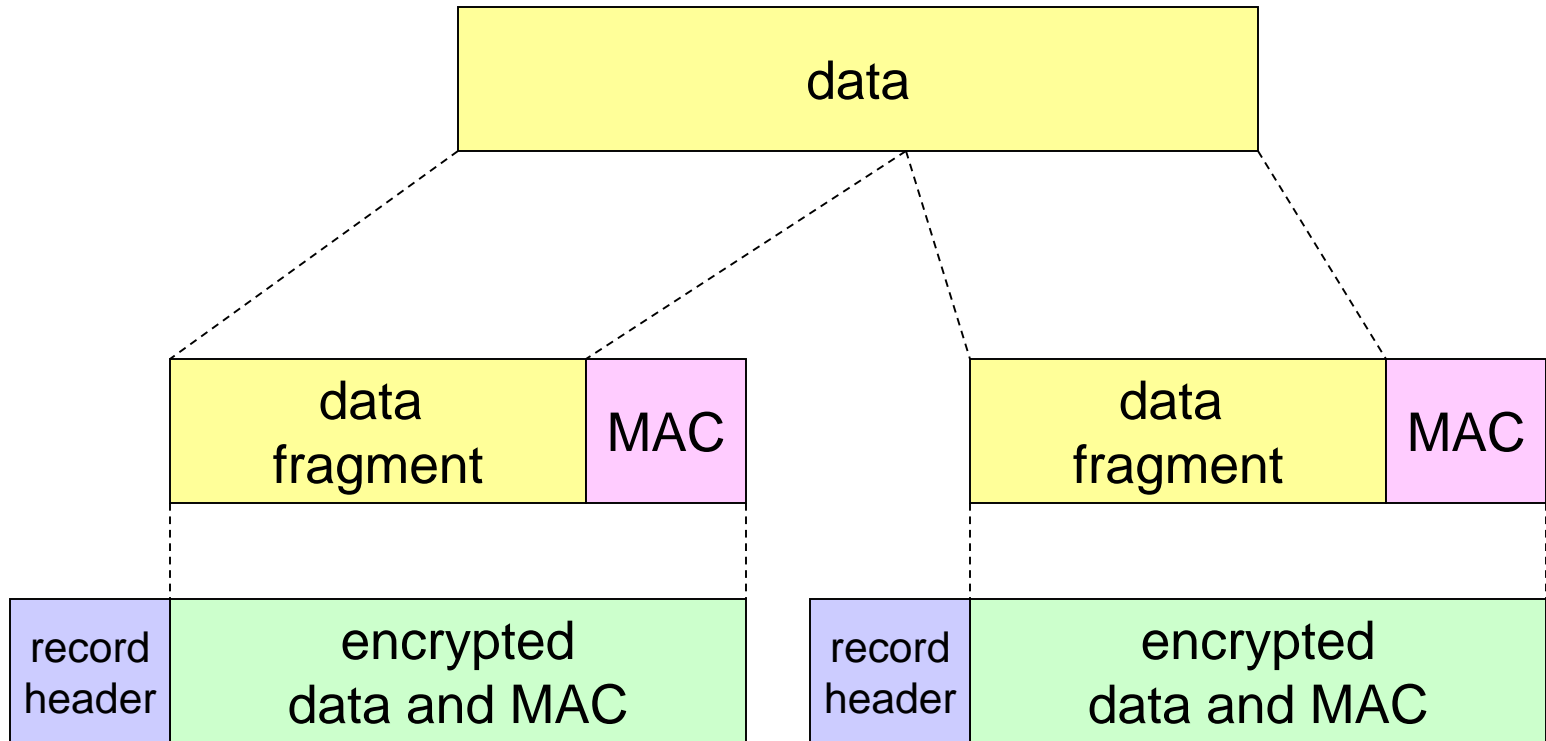 data
data
fragment
MAC
data
fragment
MAC
record
header
encrypted
data and MAC
record
header
encrypted
data and MAC